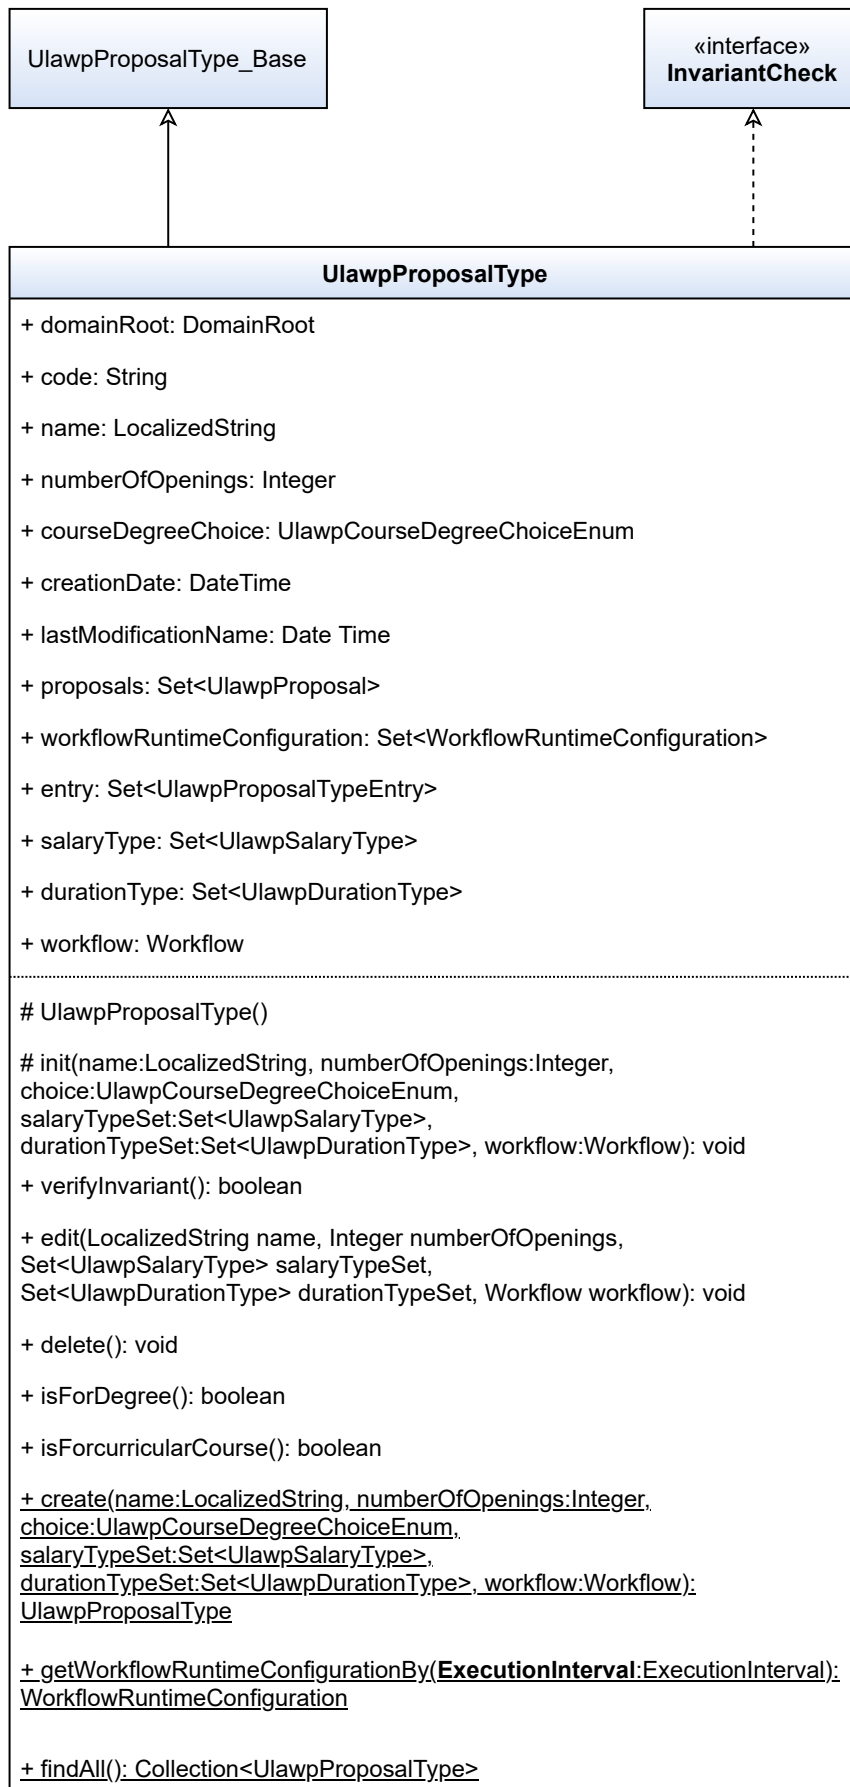 UlawpProposalType_Base
«interface»
InvariantCheck
UlawpProposalType
+ domainRoot: DomainRoot
+ code: String
+ name: LocalizedString
+ numberOfOpenings: Integer
+ courseDegreeChoice: UlawpCourseDegreeChoiceEnum
+ creationDate: DateTime
+ lastModificationName: Date Time
+ proposals: Set<UlawpProposal>
+ workflowRuntimeConfiguration: Set<WorkflowRuntimeConfiguration>
+ entry: Set<UlawpProposalTypeEntry>
+ salaryType: Set<UlawpSalaryType>
+ durationType: Set<UlawpDurationType>
+ workflow: Workflow
# UlawpProposalType()
# init(name:LocalizedString, numberOfOpenings:Integer,
choice:UlawpCourseDegreeChoiceEnum,
salaryTypeSet:Set<UlawpSalaryType>,
durationTypeSet:Set<UlawpDurationType>, workflow:Workflow): void
+ verifyInvariant(): boolean
+ edit(LocalizedString name, Integer numberOfOpenings,
Set<UlawpSalaryType> salaryTypeSet,
Set<UlawpDurationType> durationTypeSet, Workflow workflow): void
+ delete(): void
+ isForDegree(): boolean
+ isForcurricularCourse(): boolean
+ create(name:LocalizedString, numberOfOpenings:Integer,
choice:UlawpCourseDegreeChoiceEnum,
salaryTypeSet:Set<UlawpSalaryType>,
durationTypeSet:Set<UlawpDurationType>, workflow:Workflow):
UlawpProposalType
+ getWorkflowRuntimeConfigurationBy(ExecutionInterval:ExecutionInterval):
WorkflowRuntimeConfiguration
+ findAll(): Collection<UlawpProposalType>